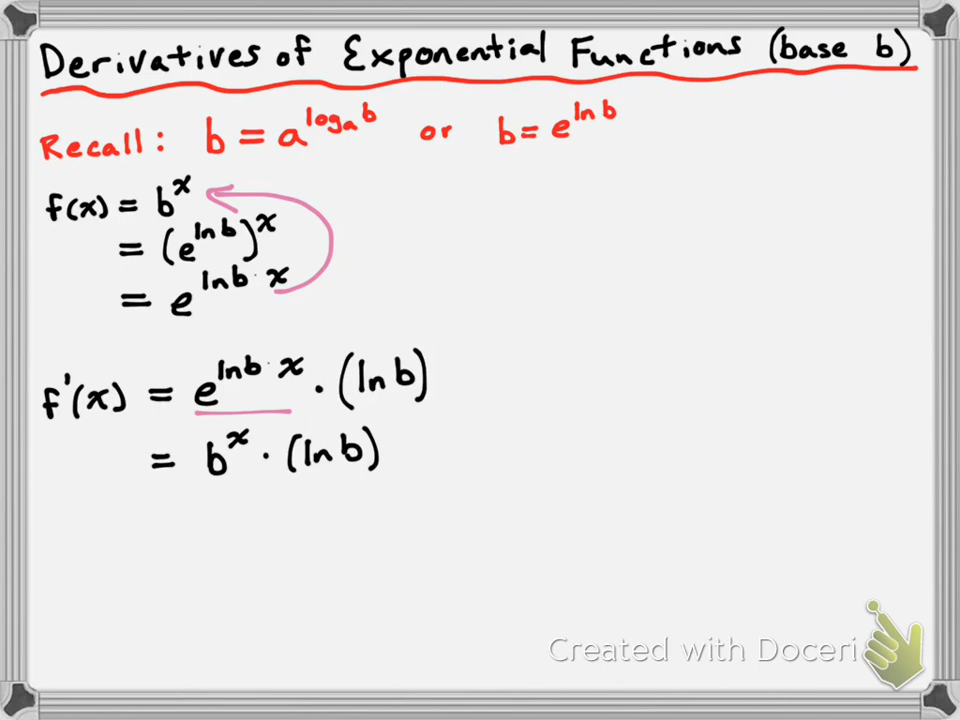 Derivatives of Exponential Functions (base b)
Recall: b = a^{log_a b} or b = e^{ln b}
f(x) = b^x
= (e^{ln b})^x
= e^{ln b · x}
f'(x) = e^{ln b · x} · (ln b)
= b^x · (ln b)
Created with Doceri